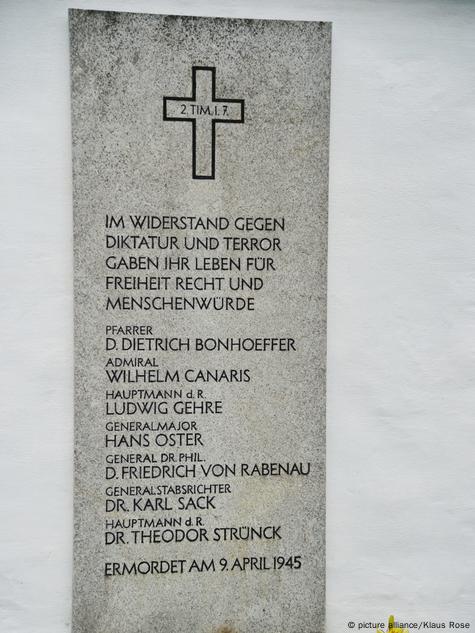 2. TIM. 1. 7.
IM WIDERSTAND GEGEN
DIKTATUR UND TERROR
GABEN IHR LEBEN FÜR
FREIHEIT RECHT UND
MENSCHENWÜRDE
PFARRER
D. DIETRICH BONHOEFFER
ADMIRAL
WILHELM CANARIS
HAUPTMANN d. R.
LUDWIG GEHRE
GENERALMAJOR
HANS OSTER
GENERAL DR. PHIL.
D. FRIEDRICH VON RABENAU
GENERALSTABSRICHTER
DR. KARL SACK
HAUPTMANN d. R.
DR. THEODOR STRÜNCK
ERMORDET AM 9. APRIL 1945
© picture alliance/Klaus Rose